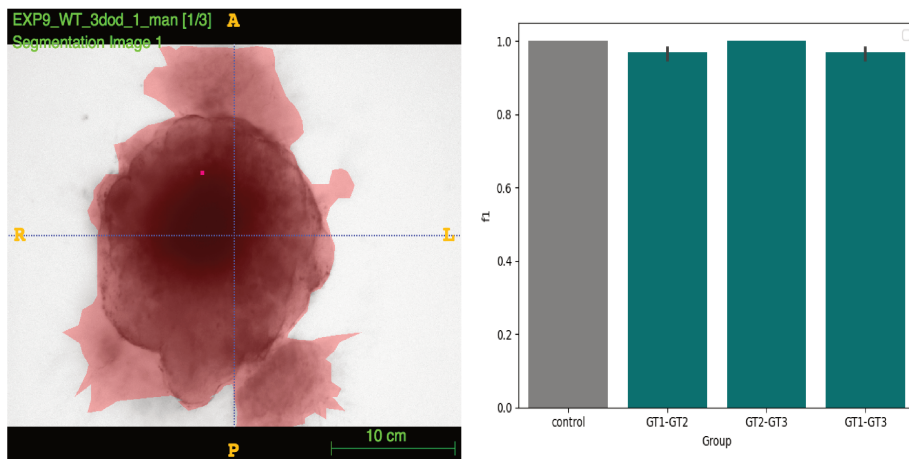 EXP9_WT_3dod_1_man [1/3]
A
Segmentation Image 1
R
L
P
10 cm
1.0
0.8
0.6
0.4
0.2
0.0
f1
control
GT1-GT2
GT2-GT3
GT1-GT3
Group